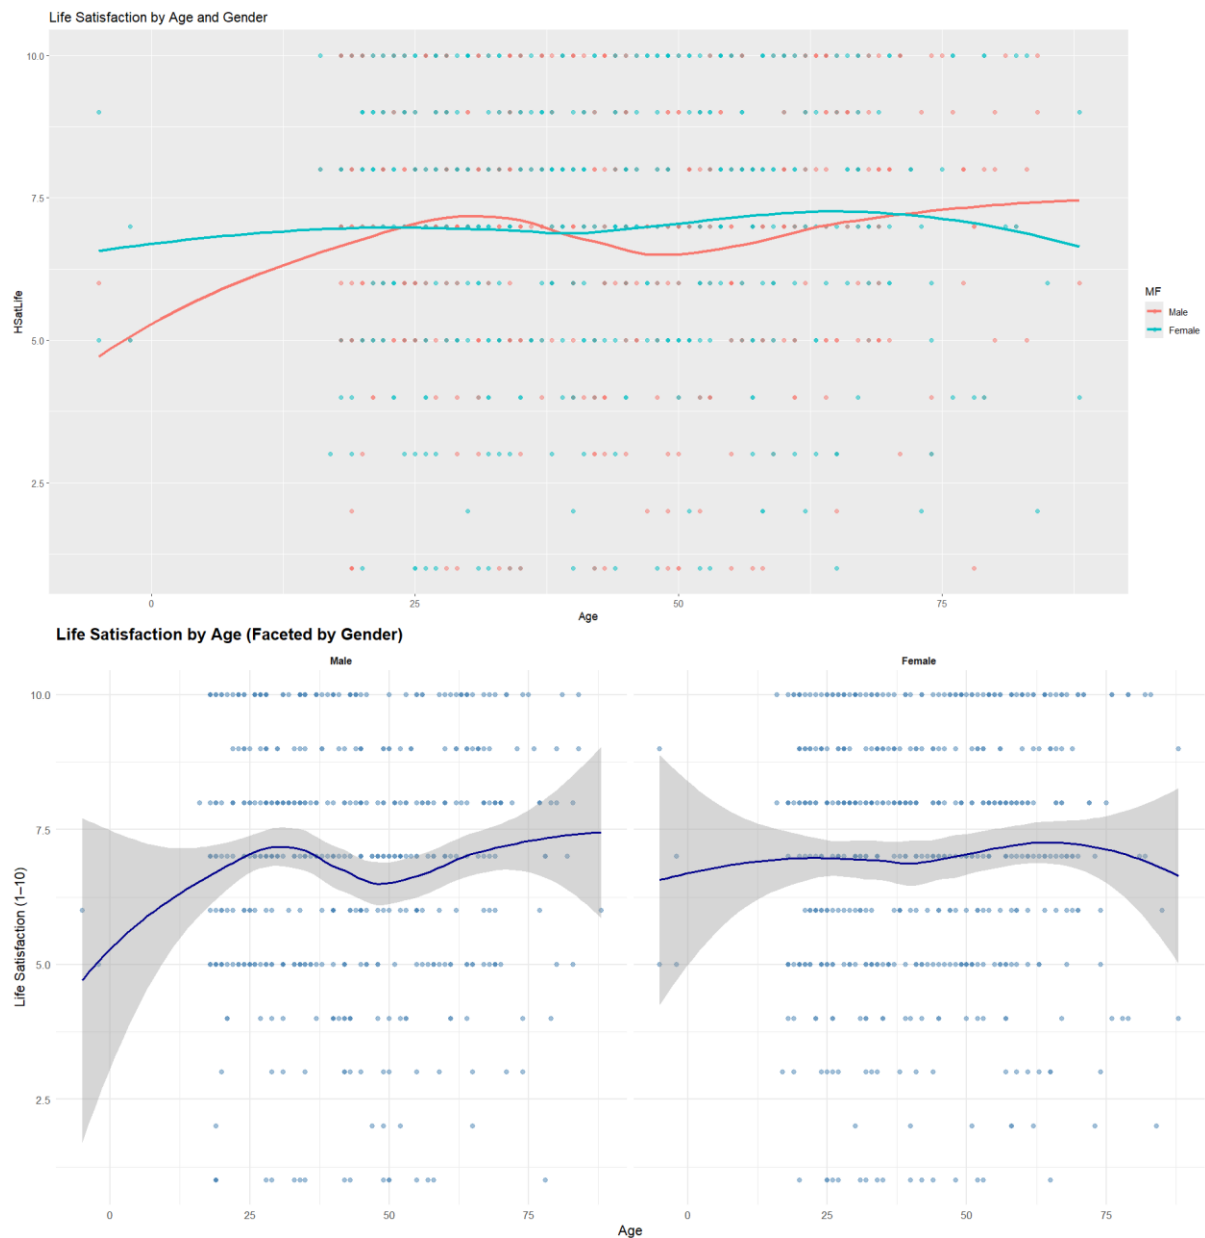 Life Satisfaction by Age and Gender
10.0
7.5
5.0
2.5
HSatLife
0 25 50 75
Age
MF
Male
Female
Life Satisfaction by Age (Faceted by Gender)
Male Female
10.0
7.5
5.0
2.5
Life Satisfaction (1–10)
0 25 50 75 0 25 50 75
Age